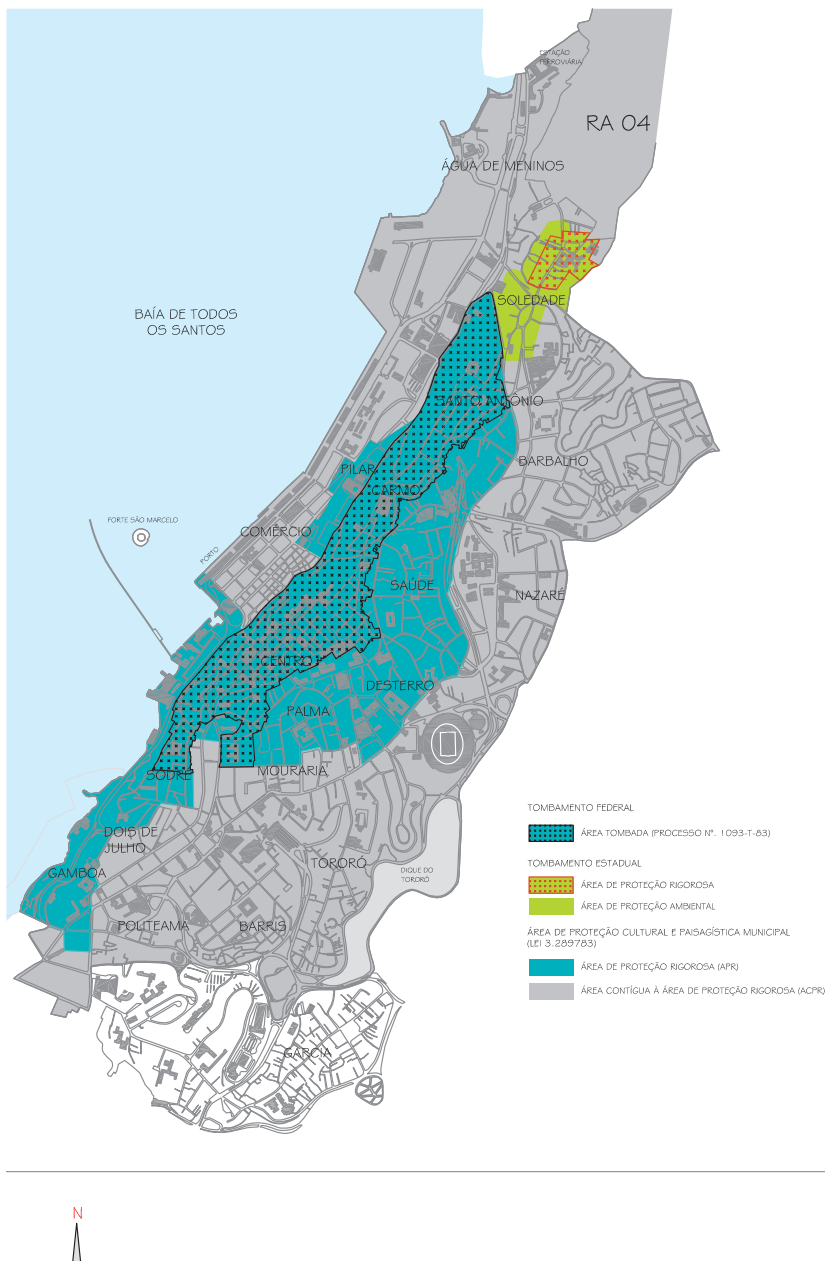 ESTAÇÃO
FERROVIÁRIA
RA 04
ÁGUA DE MENINOS
SOLEDADE
BAÍA DE TODOS
OS SANTOS
SANTO ANTÔNIO
BARBALHO
PILAR
CARMO
FORTE SÃO MARCELO
COMÉRCIO
PORTO
SAÚDE
NAZARÉ
CENTRO
DESTERRO
PALMA
SODRÉ
MOURARIA
DOIS DE
JULHO
GAMBOA
TORORÓ
DIQUE DO
TORORÓ
POLITEAMA
BARRIS
GARCIA
TOMBAMENTO FEDERAL
ÁREA TOMBADA (PROCESSO Nº. 1093-T-83)
TOMBAMENTO ESTADUAL
ÁREA DE PROTEÇÃO RIGOROSA
ÁREA DE PROTEÇÃO AMBIENTAL
ÁREA DE PROTEÇÃO CULTURAL E PAISAGÍSTICA MUNICIPAL
(LEI 3.289783)
ÁREA DE PROTEÇÃO RIGOROSA (APR)
ÁREA CONTÍGUA À ÁREA DE PROTEÇÃO RIGOROSA (ACPR)
N